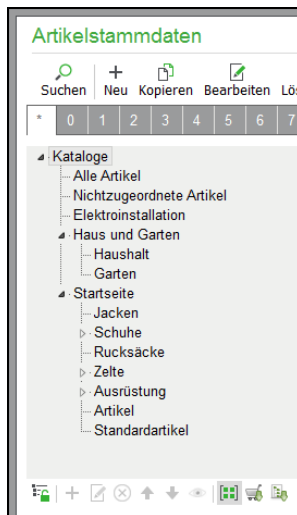 Artikelstammdaten
Suchen Neu Kopieren Bearbeiten Lös
* 0 1 2 3 4 5 6 7
Kataloge
Alle Artikel
Nichtzugeordnete Artikel
Elektroinstallation
Haus und Garten
Haushalt
Garten
Startseite
Jacken
Schuhe
Rucksäcke
Zelte
Ausrüstung
Artikel
Standardartikel